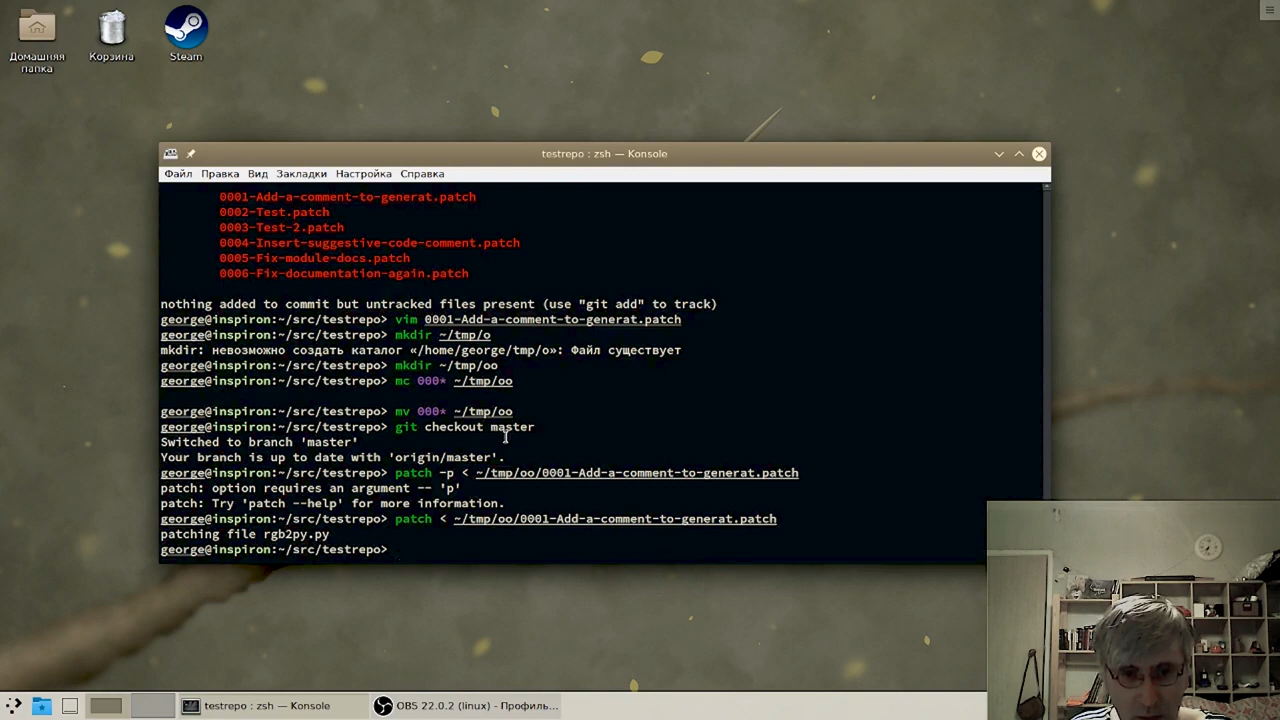 Домашняя
папка
Корзина
Steam
testrepo : zsh — Konsole
Файл Правка Вид Закладки Настройка Справка
0001-Add-a-comment-to-generat.patch
0002-Test.patch
0003-Test-2.patch
0004-Insert-suggestive-code-comment.patch
0005-Fix-module-docs.patch
0006-Fix-documentation-again.patch
nothing added to commit but untracked files present (use "git add" to track)
george@inspiron:~/src/testrepo> vim 0001-Add-a-comment-to-generat.patch
george@inspiron:~/src/testrepo> mkdir ~/tmp/o
mkdir: невозможно создать каталог «/home/george/tmp/o»: Файл существует
george@inspiron:~/src/testrepo> mkdir ~/tmp/oo
george@inspiron:~/src/testrepo> mc 000* ~/tmp/oo
george@inspiron:~/src/testrepo> mv 000* ~/tmp/oo
george@inspiron:~/src/testrepo> git checkout master
Switched to branch 'master'
Your branch is up to date with 'origin/master'.
george@inspiron:~/src/testrepo> patch -p < ~/tmp/oo/0001-Add-a-comment-to-generat.patch
patch: option requires an argument -- 'p'
patch: Try 'patch --help' for more information.
george@inspiron:~/src/testrepo> patch < ~/tmp/oo/0001-Add-a-comment-to-generat.patch
patching file rgb2py.py
george@inspiron:~/src/testrepo>
testrepo : zsh — Konsole
OBS 22.0.2 (linux) - Профиль...